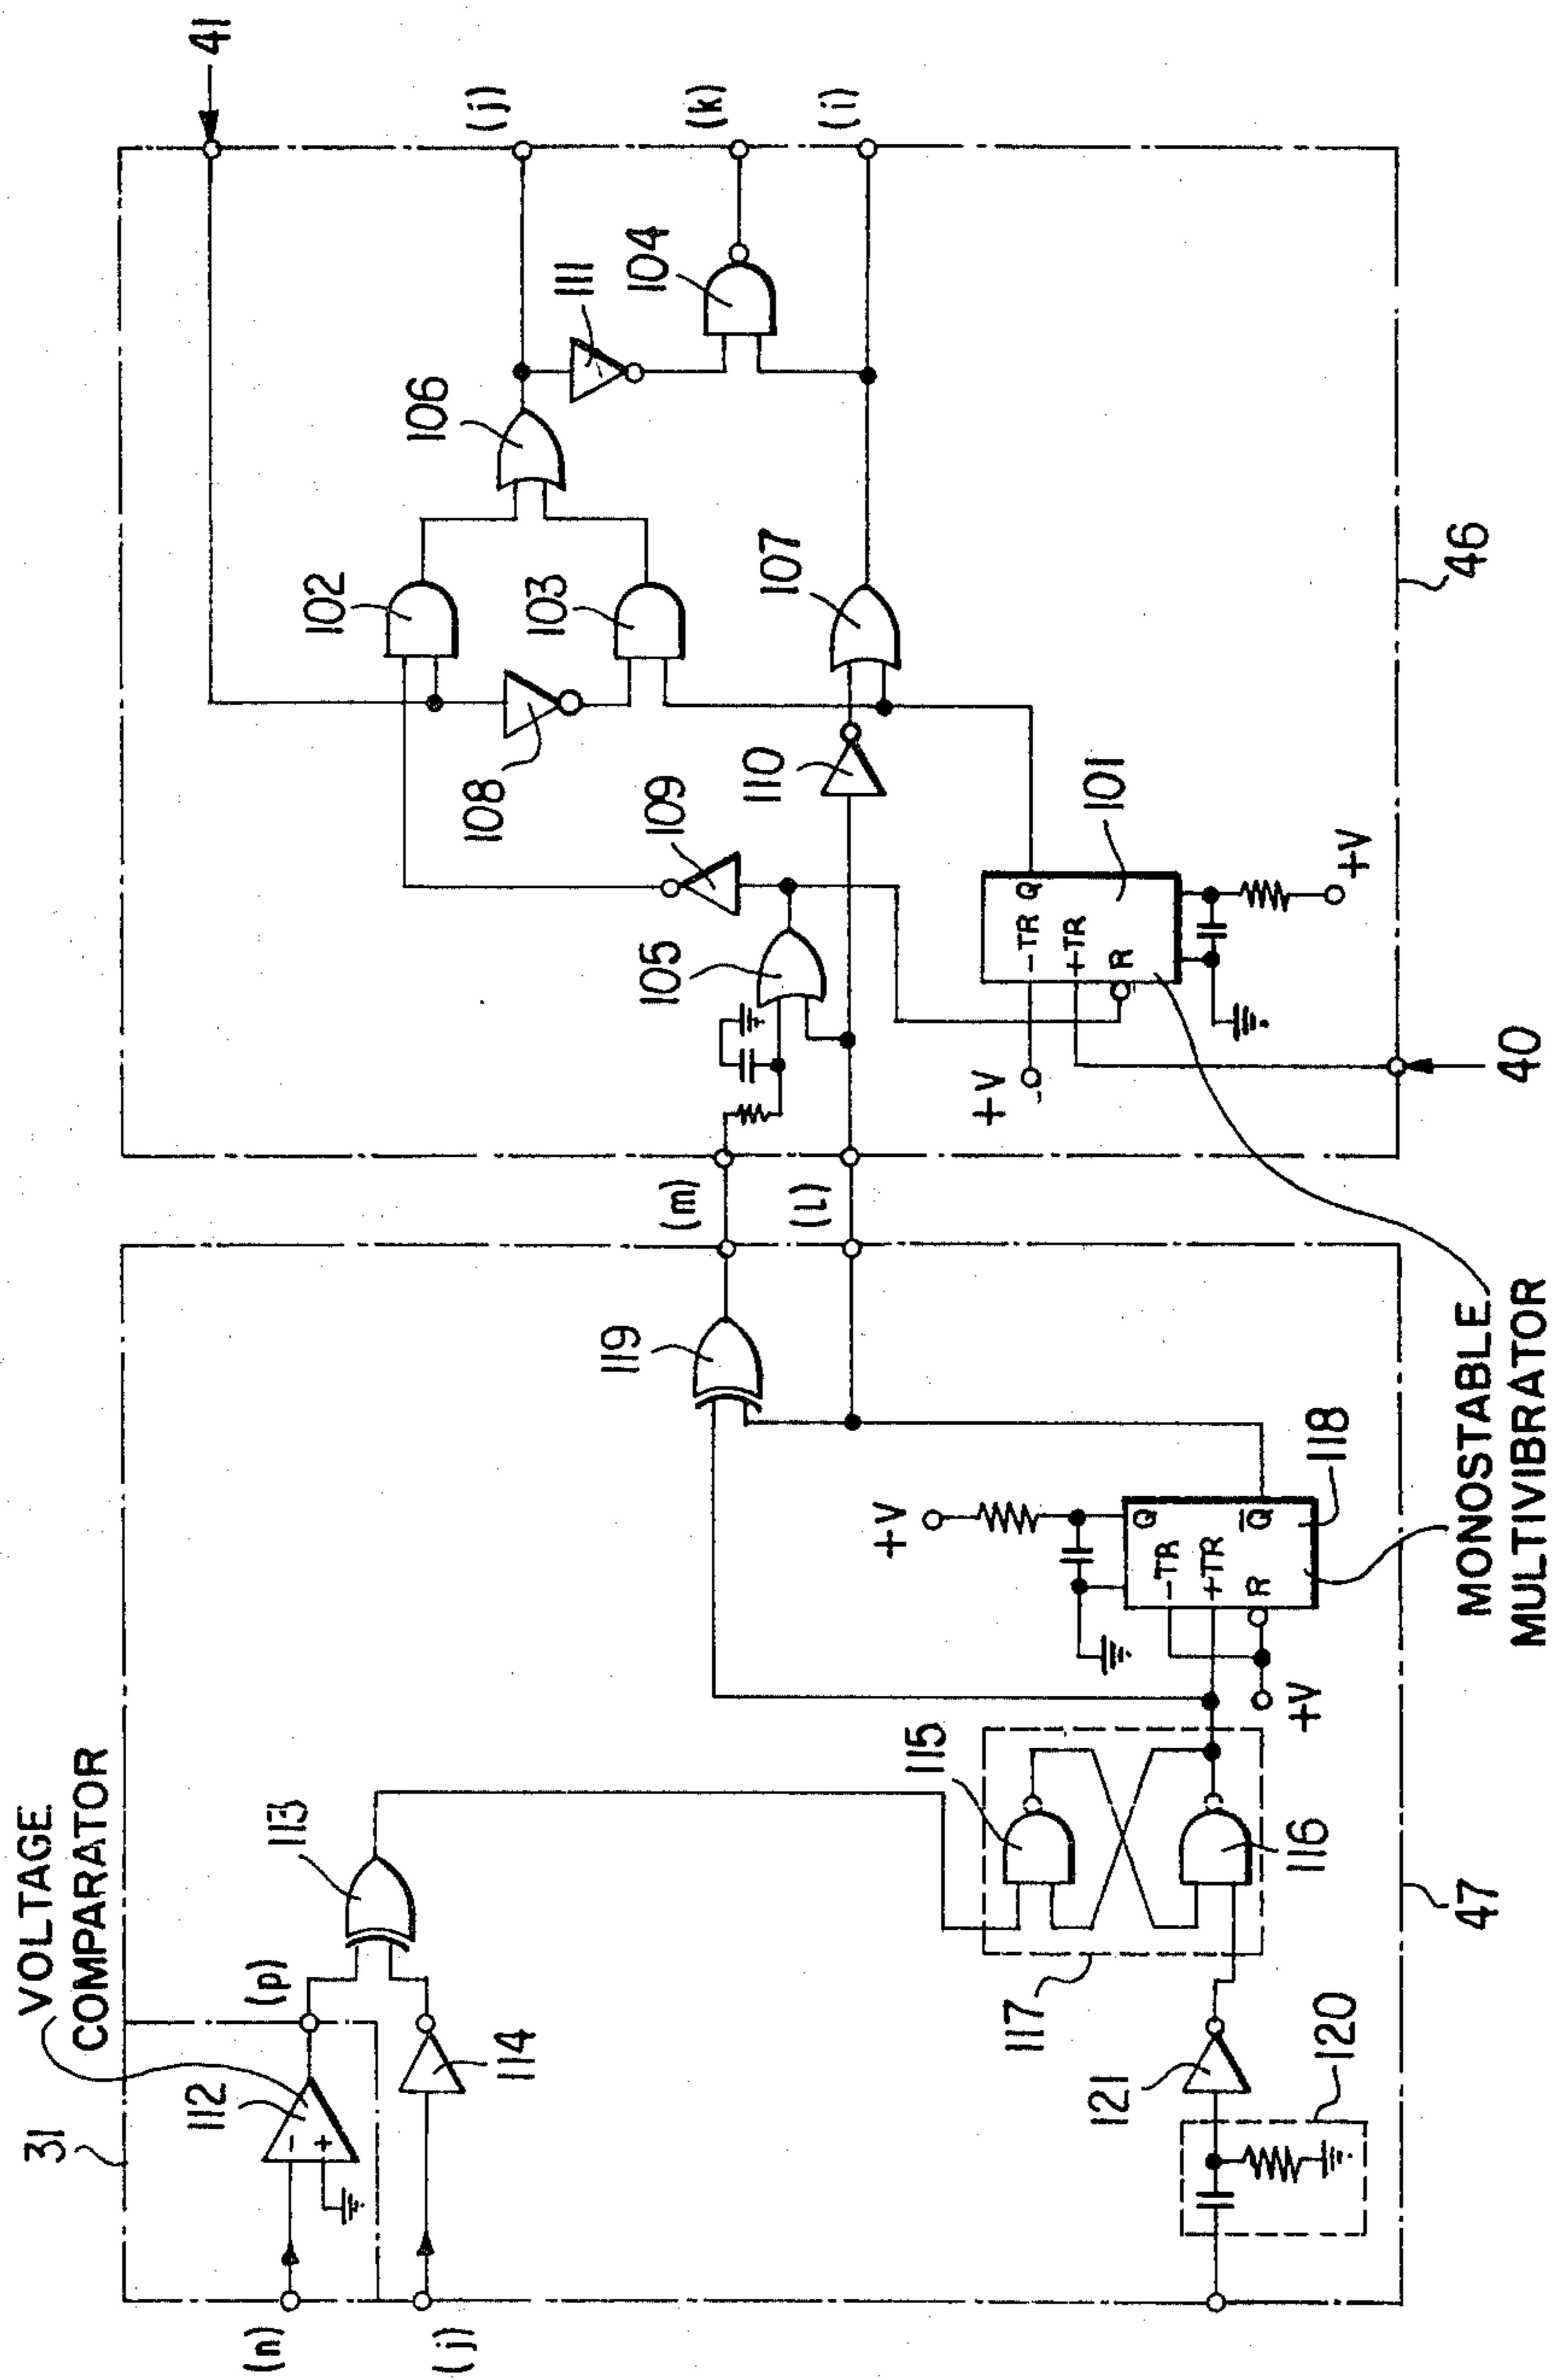 41
(j)
(k)
(i)
104
111
106
102
103
107
46
108
110
109
101
Q
-TR
+TR
R
+V
105
+V
40
(m)
(l)
119
118
MONOSTABLE
MULTIVIBRATOR
+V
Q
-TR
+TR
Q
R
+V
115
116
117
47
113
VOLTAGE
COMPARATOR
(p)
114
112
-
+
31
121
120
(n)
(j)